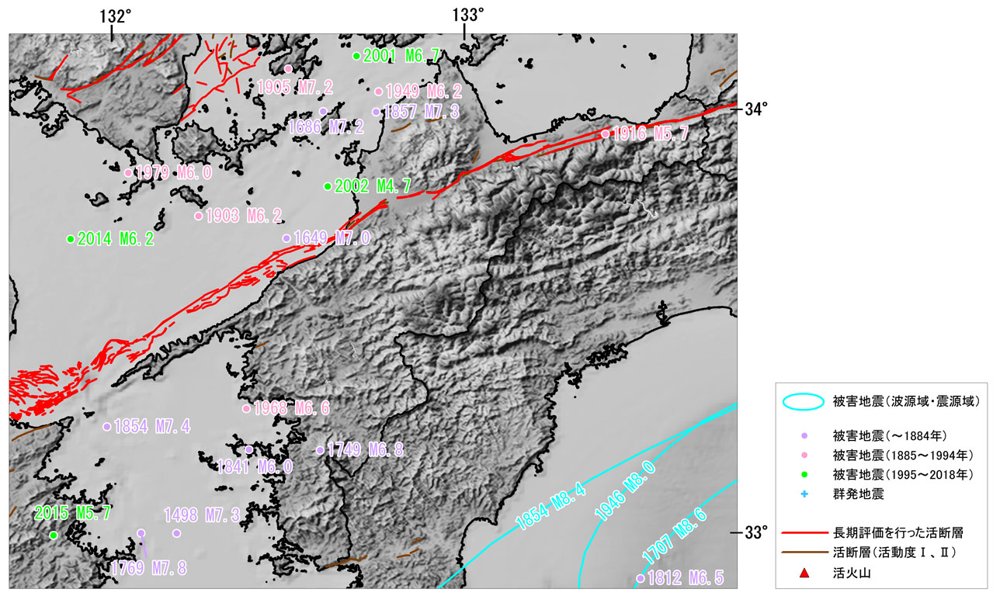 132°
133°
2001 M6.7
1905 M7.2
1949 M6.2
34°
1857 M7.3
1686 M7.2
1916 M5.7
1979 M6.0
2002 M4.7
1903 M6.2
2014 M6.2
1649 M7.0
1968 M6.6
1854 M7.4
1749 M6.8
1841 M6.0
1854 M8.4
1946 M8.0
1707 M8.6
2015 M5.7
1498 M7.3
33°
1769 M7.8
1812 M6.5
被害地震(波源域・震源域)
被害地震(～1884年)
被害地震(1885～1994年)
被害地震(1995～2018年)
群発地震
長期評価を行った活断層
活断層(活動度Ⅰ、Ⅱ)
活火山